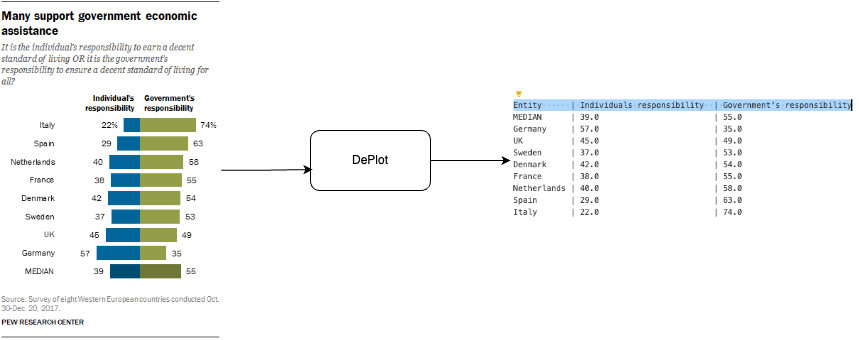 Many support government economic
assistance
It is the individual's responsibility to earn a decent
standard of living OR it is the government's
responsibility to ensure a decent standard of living for
all?
Individual's Government's
responsibility responsibility
Italy 22% 74%
Spain 29 63
Netherlands 40 58
France 38 55
Denmark 42 54
Sweden 37 53
UK 45 49
Germany 57 35
MEDIAN 39 55
Source: Survey of eight Western European countries conducted Oct.
30-Dec. 20, 2017.
PEW RESEARCH CENTER
DePlot
Entity | Individuals responsibility | Government's responsibility
MEDIAN | 39.0 | 55.0
Germany | 57.0 | 35.0
UK | 45.0 | 49.0
Sweden | 37.0 | 53.0
Denmark | 42.0 | 54.0
France | 38.0 | 55.0
Netherlands | 40.0 | 58.0
Spain | 29.0 | 63.0
Italy | 22.0 | 74.0